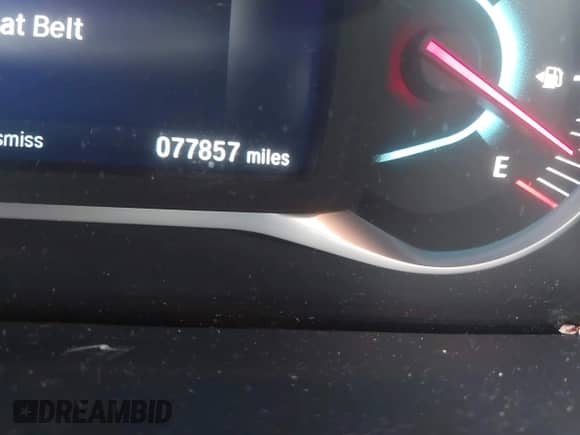 at Belt
smiss
077857 miles
E
DREAMBID